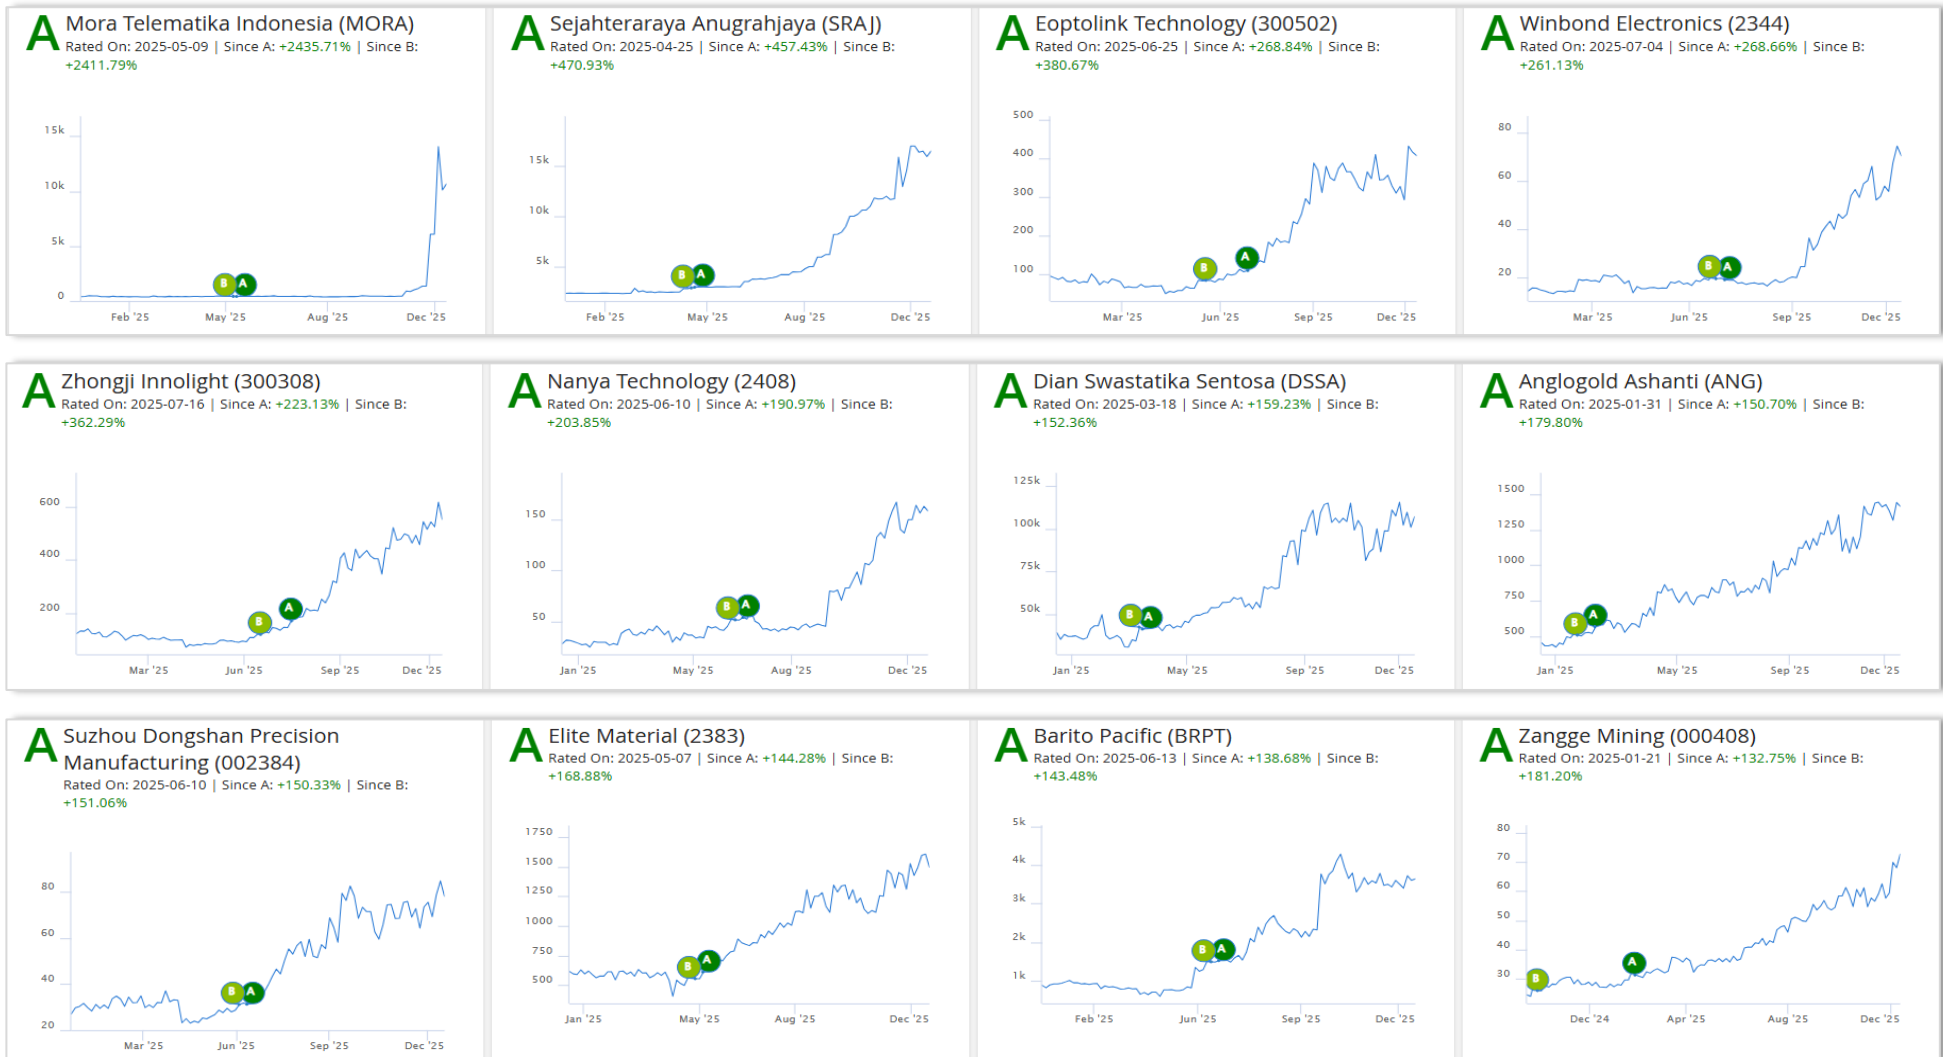 A Mora Telematika Indonesia (MORA)
Rated On: 2025-05-09 | Since A: +2435.71% | Since B:
+2411.79%
15k
10k
5k
0
B A
Feb '25 May '25 Aug '25 Dec '25
A Sejahteraraya Anugrahjaya (SRAJ)
Rated On: 2025-04-25 | Since A: +457.43% | Since B:
+470.93%
15k
10k
5k
B A
Feb '25 May '25 Aug '25 Dec '25
A Eoptolink Technology (300502)
Rated On: 2025-06-25 | Since A: +268.84% | Since B:
+380.67%
500
400
300
200
100
B A
Mar '25 Jun '25 Sep '25 Dec '25
A Winbond Electronics (2344)
Rated On: 2025-07-04 | Since A: +268.66% | Since B:
+261.13%
80
60
40
20
B A
Mar '25 Jun '25 Sep '25 Dec '25
A Zhongji Innolight (300308)
Rated On: 2025-07-16 | Since A: +223.13% | Since B:
+362.29%
600
400
200
B A
Mar '25 Jun '25 Sep '25 Dec '25
A Nanya Technology (2408)
Rated On: 2025-06-10 | Since A: +190.97% | Since B:
+203.85%
150
100
50
B A
Jan '25 May '25 Aug '25 Dec '25
A Dian Swastatika Sentosa (DSSA)
Rated On: 2025-03-18 | Since A: +159.23% | Since B:
+152.36%
125k
100k
75k
50k
B A
Jan '25 May '25 Sep '25 Dec '25
A Anglogold Ashanti (ANG)
Rated On: 2025-01-31 | Since A: +150.70% | Since B:
+179.80%
1500
1250
1000
750
500
B A
Jan '25 May '25 Sep '25 Dec '25
A Suzhou Dongshan Precision
Manufacturing (002384)
Rated On: 2025-06-10 | Since A: +150.33% | Since B:
+151.06%
80
60
40
20
B A
Mar '25 Jun '25 Sep '25 Dec '25
A Elite Material (2383)
Rated On: 2025-05-07 | Since A: +144.28% | Since B:
+168.88%
1750
1500
1250
1000
750
500
B A
Jan '25 May '25 Aug '25 Dec '25
A Barito Pacific (BRPT)
Rated On: 2025-06-13 | Since A: +138.68% | Since B:
+143.48%
5k
4k
3k
2k
1k
B A
Feb '25 Jun '25 Sep '25 Dec '25
A Zangge Mining (000408)
Rated On: 2025-01-21 | Since A: +132.75% | Since B:
+181.20%
80
70
60
50
40
30
B A
Dec '24 Apr '25 Aug '25 Dec '25